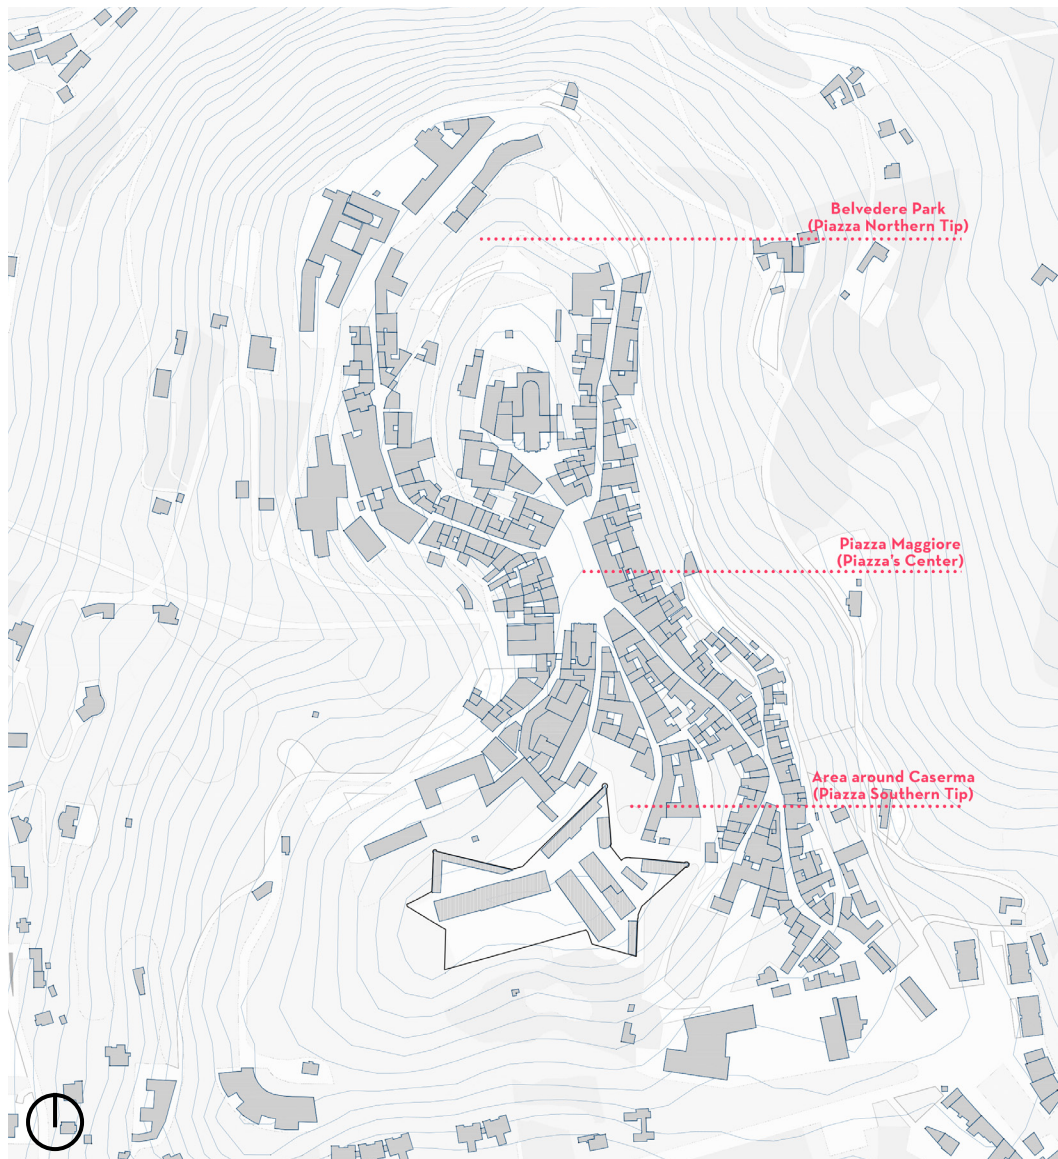 Belvedere Park
(Piazza Northern Tip)
Piazza Maggiore
(Piazza's Center)
Area around Caserma
(Piazza Southern Tip)